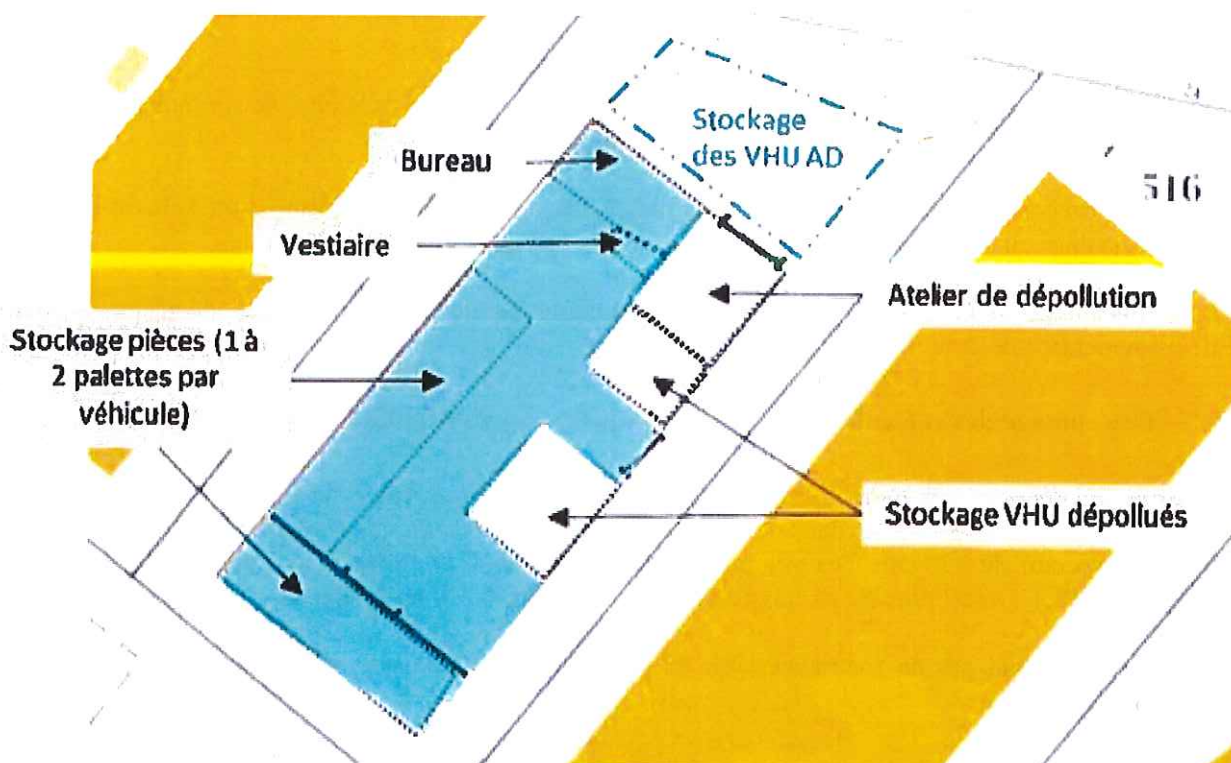 Stockage
des VHU AD
Bureau
516
Vestiaire
Atelier de dépollution
Stockage pièces (1 à
2 palettes par
véhicule)
Stockage VHU dépollués